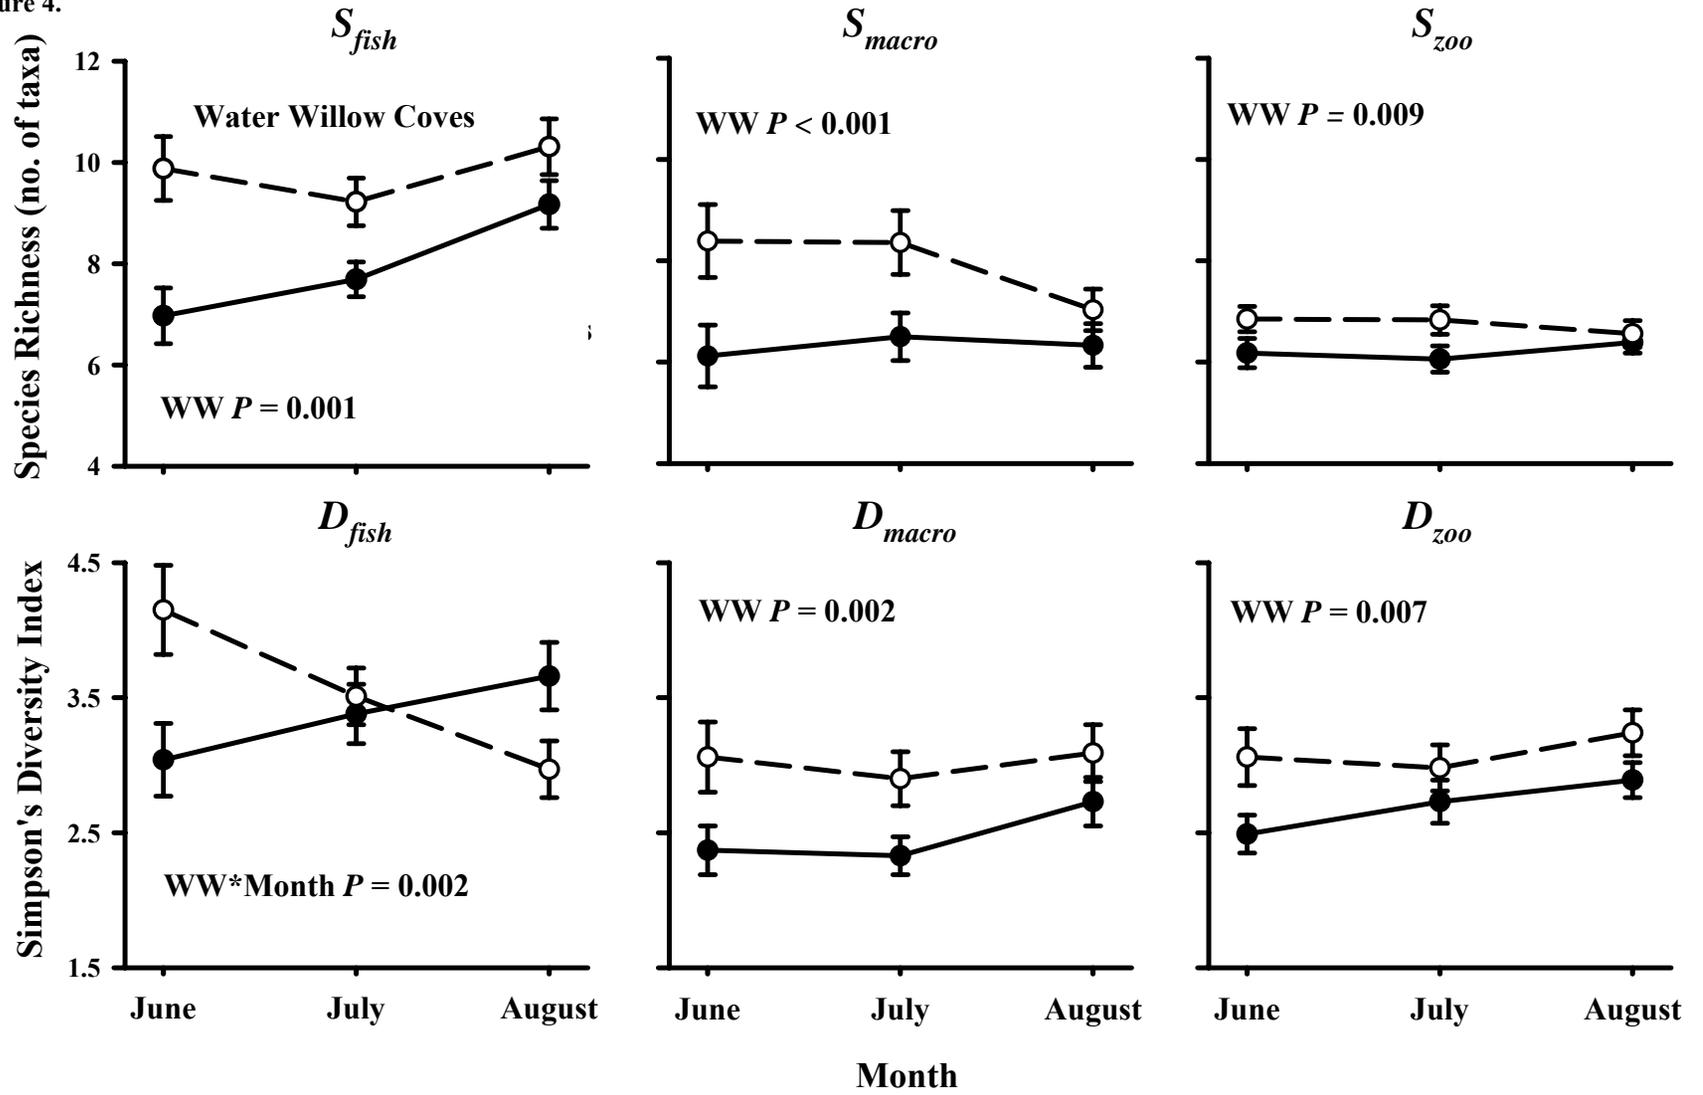 ure 4.
S fish
S macro
S zoo
Species Richness (no. of taxa)
12
10
8
6
4
Water Willow Coves
WW P = 0.001
WW P < 0.001
WW P = 0.009
D fish
D macro
D zoo
Simpson's Diversity Index
4.5
3.5
2.5
1.5
WW*Month P = 0.002
WW P = 0.002
WW P = 0.007
June July August
June July August
June July August
Month